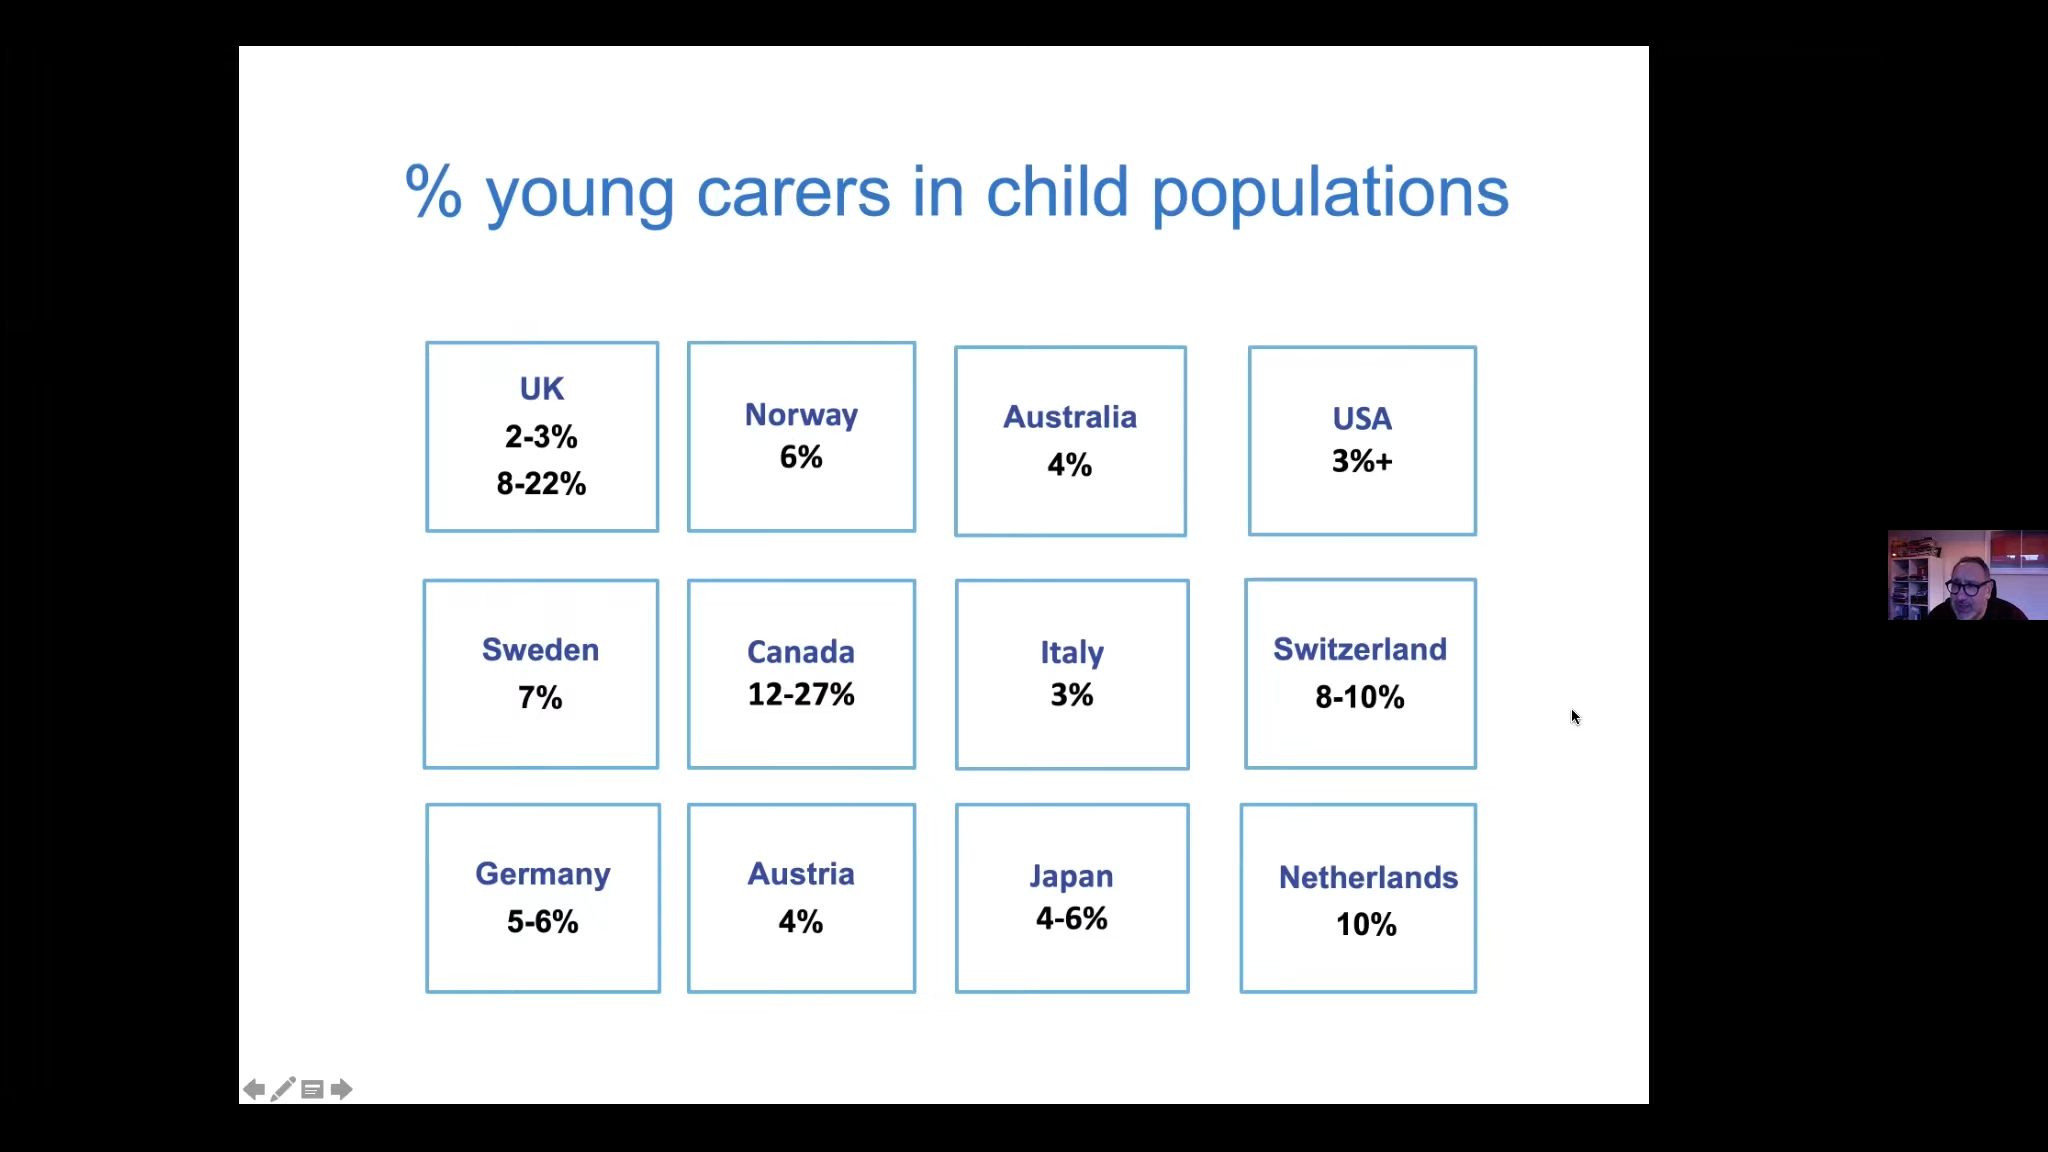 % young carers in child populations
UK
2-3%
8-22%
Norway
6%
Australia
4%
USA
3%+
Sweden
7%
Canada
12-27%
Italy
3%
Switzerland
8-10%
Germany
5-6%
Austria
4%
Japan
4-6%
Netherlands
10%